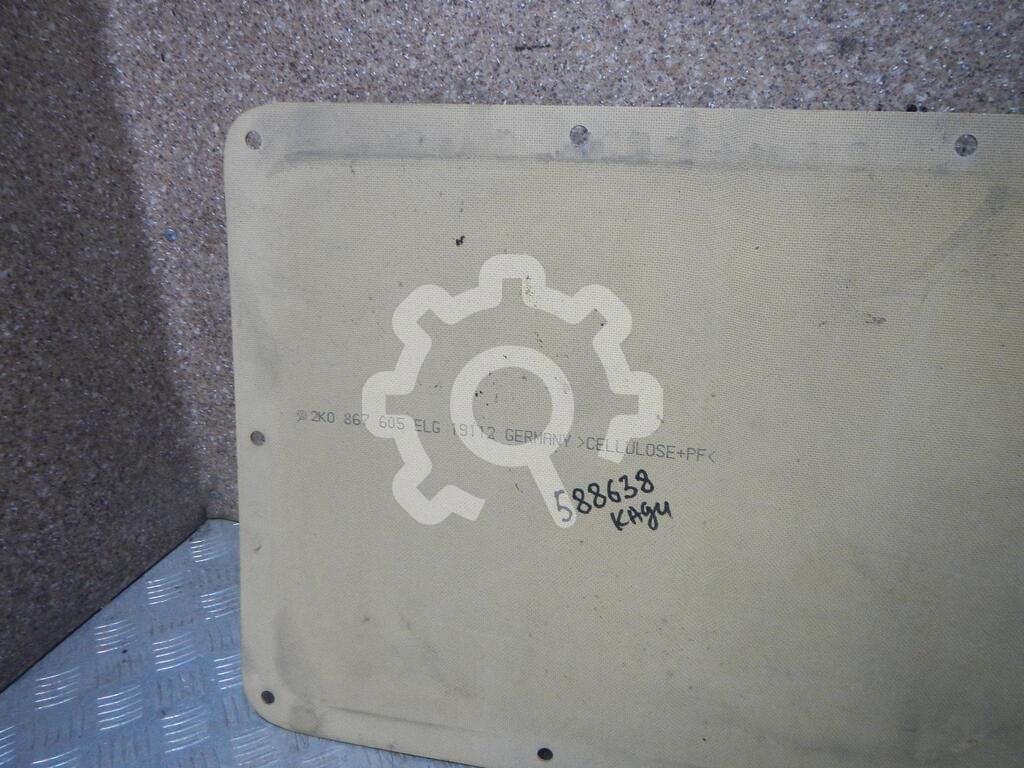 2K0 867 605 ELG 19112 GERMANY >CELLULOSE+PF<
588638
кади